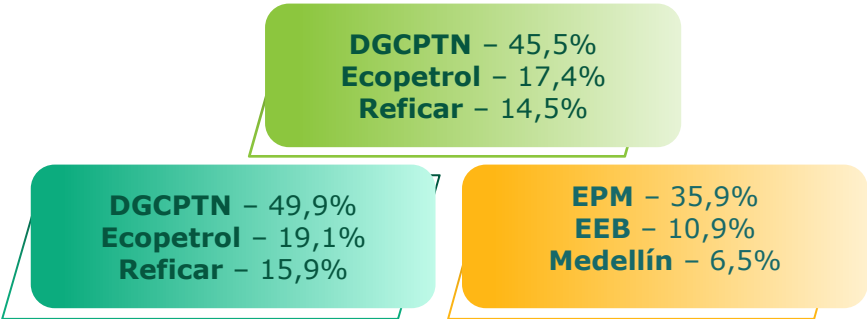 DGCPTN – 45,5%
Ecopetrol – 17,4%
Reficar – 14,5%
DGCPTN – 49,9%
Ecopetrol – 19,1%
Reficar – 15,9%
EPM – 35,9%
EEB – 10,9%
Medellín – 6,5%